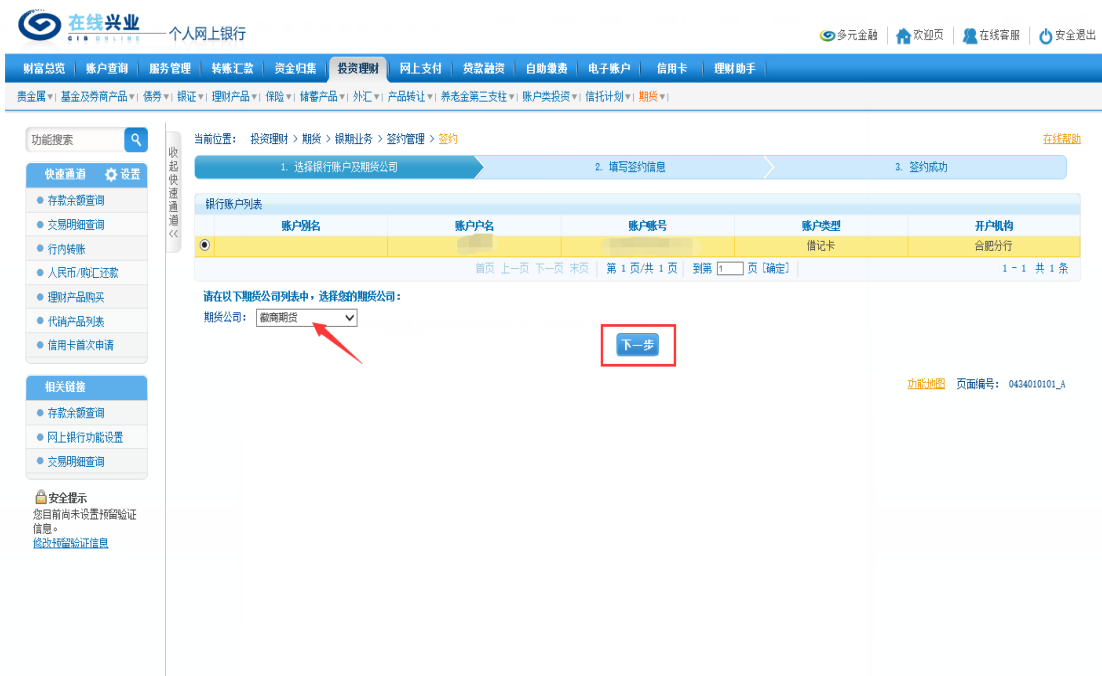 在线兴业
CIB ONLINE
个人网上银行
多元金融 欢迎页 在线客服 安全退出
财富总览 账户查询 服务管理 转账汇款 资金归集 投资理财 网上支付 贷款融资 自助缴费 电子账户 信用卡 理财助手
贵金属 基金及券商产品 债券 银证 理财产品 保险 储蓄产品 外汇 产品转让 养老金第三支柱 账户类投资 信托计划 期货
功能搜索
快速通道 设置
存款余额查询
交易明细查询
行内转账
人民币/购汇还款
理财产品购买
代销产品列表
信用卡首次申请
相关链接
存款余额查询
网上银行功能设置
交易明细查询
安全提示
您目前尚未设置预留验证
信息。
修改预留验证信息
收起快速通道 <<
当前位置： 投资理财 > 期货 > 银期业务 > 签约管理 > 签约
在线帮助
1. 选择银行账户及期货公司 2. 填写签约信息 3. 签约成功
银行账户列表
账户别名 账户户名 账户账号 账户类型 开户机构
借记卡 合肥分行
首页 上一页 下一页 末页 第 1 页/共 1 页 到第 1 页 [确定] 1 - 1 共 1 条
请在以下期货公司列表中，选择您的期货公司：
期货公司： 徽商期货
下一步
功能地图 页面编号： 0434010101_A